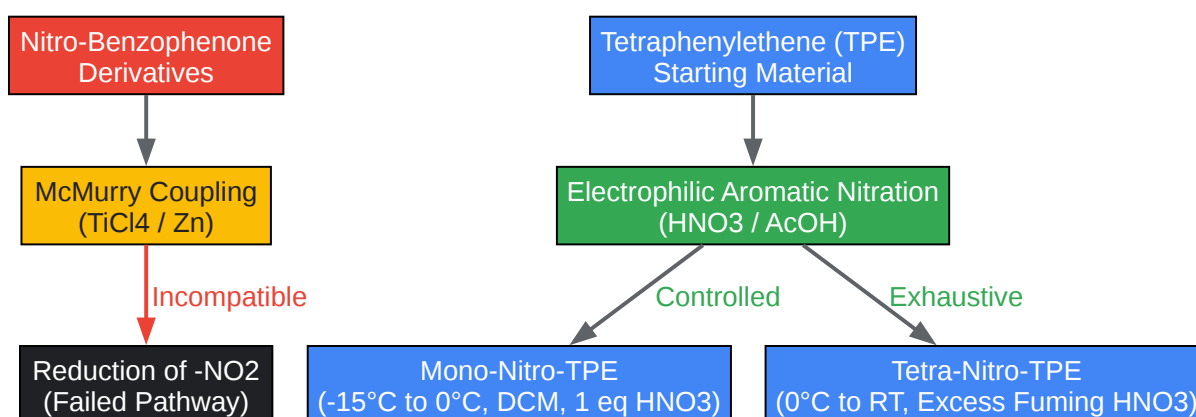 Nitro-Benzophenone
Derivatives
Tetraphenylethene (TPE)
Starting Material
McMurry Coupling
(TiCl4 / Zn)
Electrophilic Aromatic Nitration
(HNO3 / AcOH)
Incompatible
Controlled
Exhaustive
Reduction of -NO2
(Failed Pathway)
Mono-Nitro-TPE
(-15°C to 0°C, DCM, 1 eq HNO3)
Tetra-Nitro-TPE
(0°C to RT, Excess Fuming HNO3)